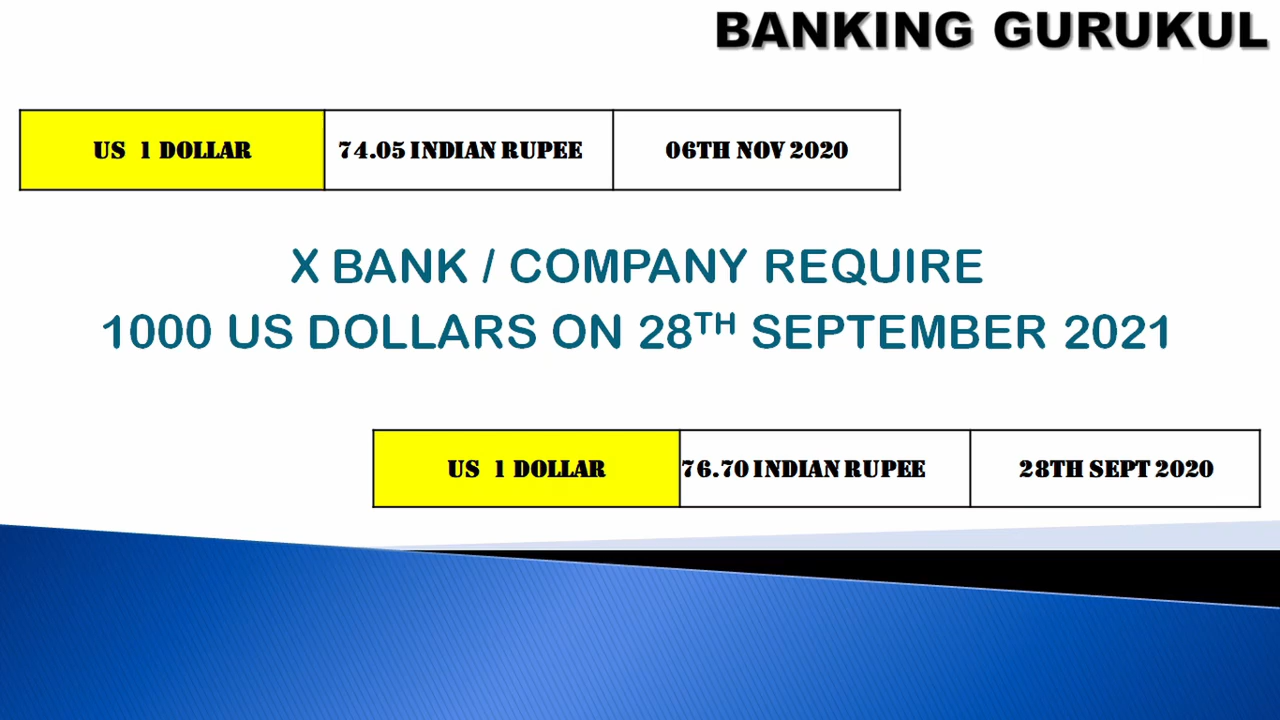 BANKING GURUKUL
US 1 DOLLAR 74.05 INDIAN RUPEE 06TH NOV 2020
X BANK / COMPANY REQUIRE
1000 US DOLLARS ON 28TH SEPTEMBER 2021
US 1 DOLLAR 76.70 INDIAN RUPEE 28TH SEPT 2020